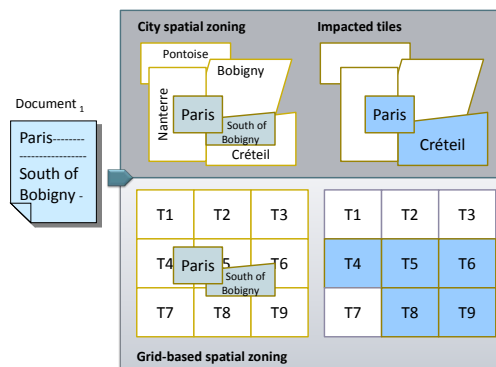 City spatial zoning
Impacted tiles
Pontoise
Bobigny
Nanterre
Paris
South of
Bobigny
Créteil
Paris
Créteil
Document 1
Paris--------
------------------
South of
Bobigny -
T1 T2 T3
T4 5 T6
Paris
South of
Bobigny
T7 T8 T9
T1 T2 T3
T4 T5 T6
T7 T8 T9
Grid-based spatial zoning